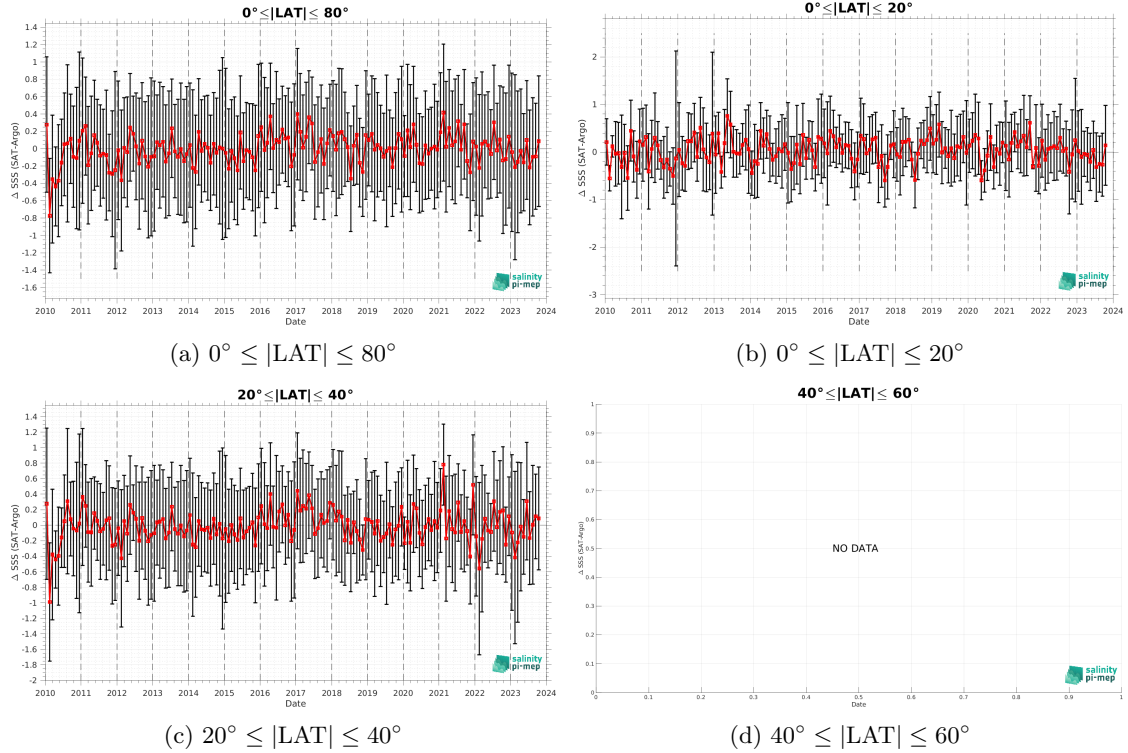 0°≤|LAT|≤ 80°
Δ SSS (SAT-Argo)
1.4
1.2
1
0.8
0.6
0.4
0.2
0
-0.2
-0.4
-0.6
-0.8
-1
-1.2
-1.4
-1.6
salinity
pi-mep
2010 2011 2012 2013 2014 2015 2016 2017 2018 2019 2020 2021 2022 2023 2024
Date
(a) 0° ≤ |LAT| ≤ 80°
0°≤|LAT|≤ 20°
Δ SSS (SAT-Argo)
2
1
0
-1
-2
-3
salinity
pi-mep
2010 2011 2012 2013 2014 2015 2016 2017 2018 2019 2020 2021 2022 2023 2024
Date
(b) 0° ≤ |LAT| ≤ 20°
20°≤|LAT|≤ 40°
Δ SSS (SAT-Argo)
1.4
1.2
1
0.8
0.6
0.4
0.2
0
-0.2
-0.4
-0.6
-0.8
-1
-1.2
-1.4
-1.6
-1.8
-2
salinity
pi-mep
2010 2011 2012 2013 2014 2015 2016 2017 2018 2019 2020 2021 2022 2023 2024
Date
(c) 20° ≤ |LAT| ≤ 40°
40°≤|LAT|≤ 60°
Δ SSS (SAT-Argo)
1
0.9
0.8
0.7
0.6
0.5
0.4
0.3
0.2
0.1
0
NO DATA
salinity
pi-mep
0 0.1 0.2 0.3 0.4 0.5 0.6 0.7 0.8 0.9 1
Date
(d) 40° ≤ |LAT| ≤ 60°